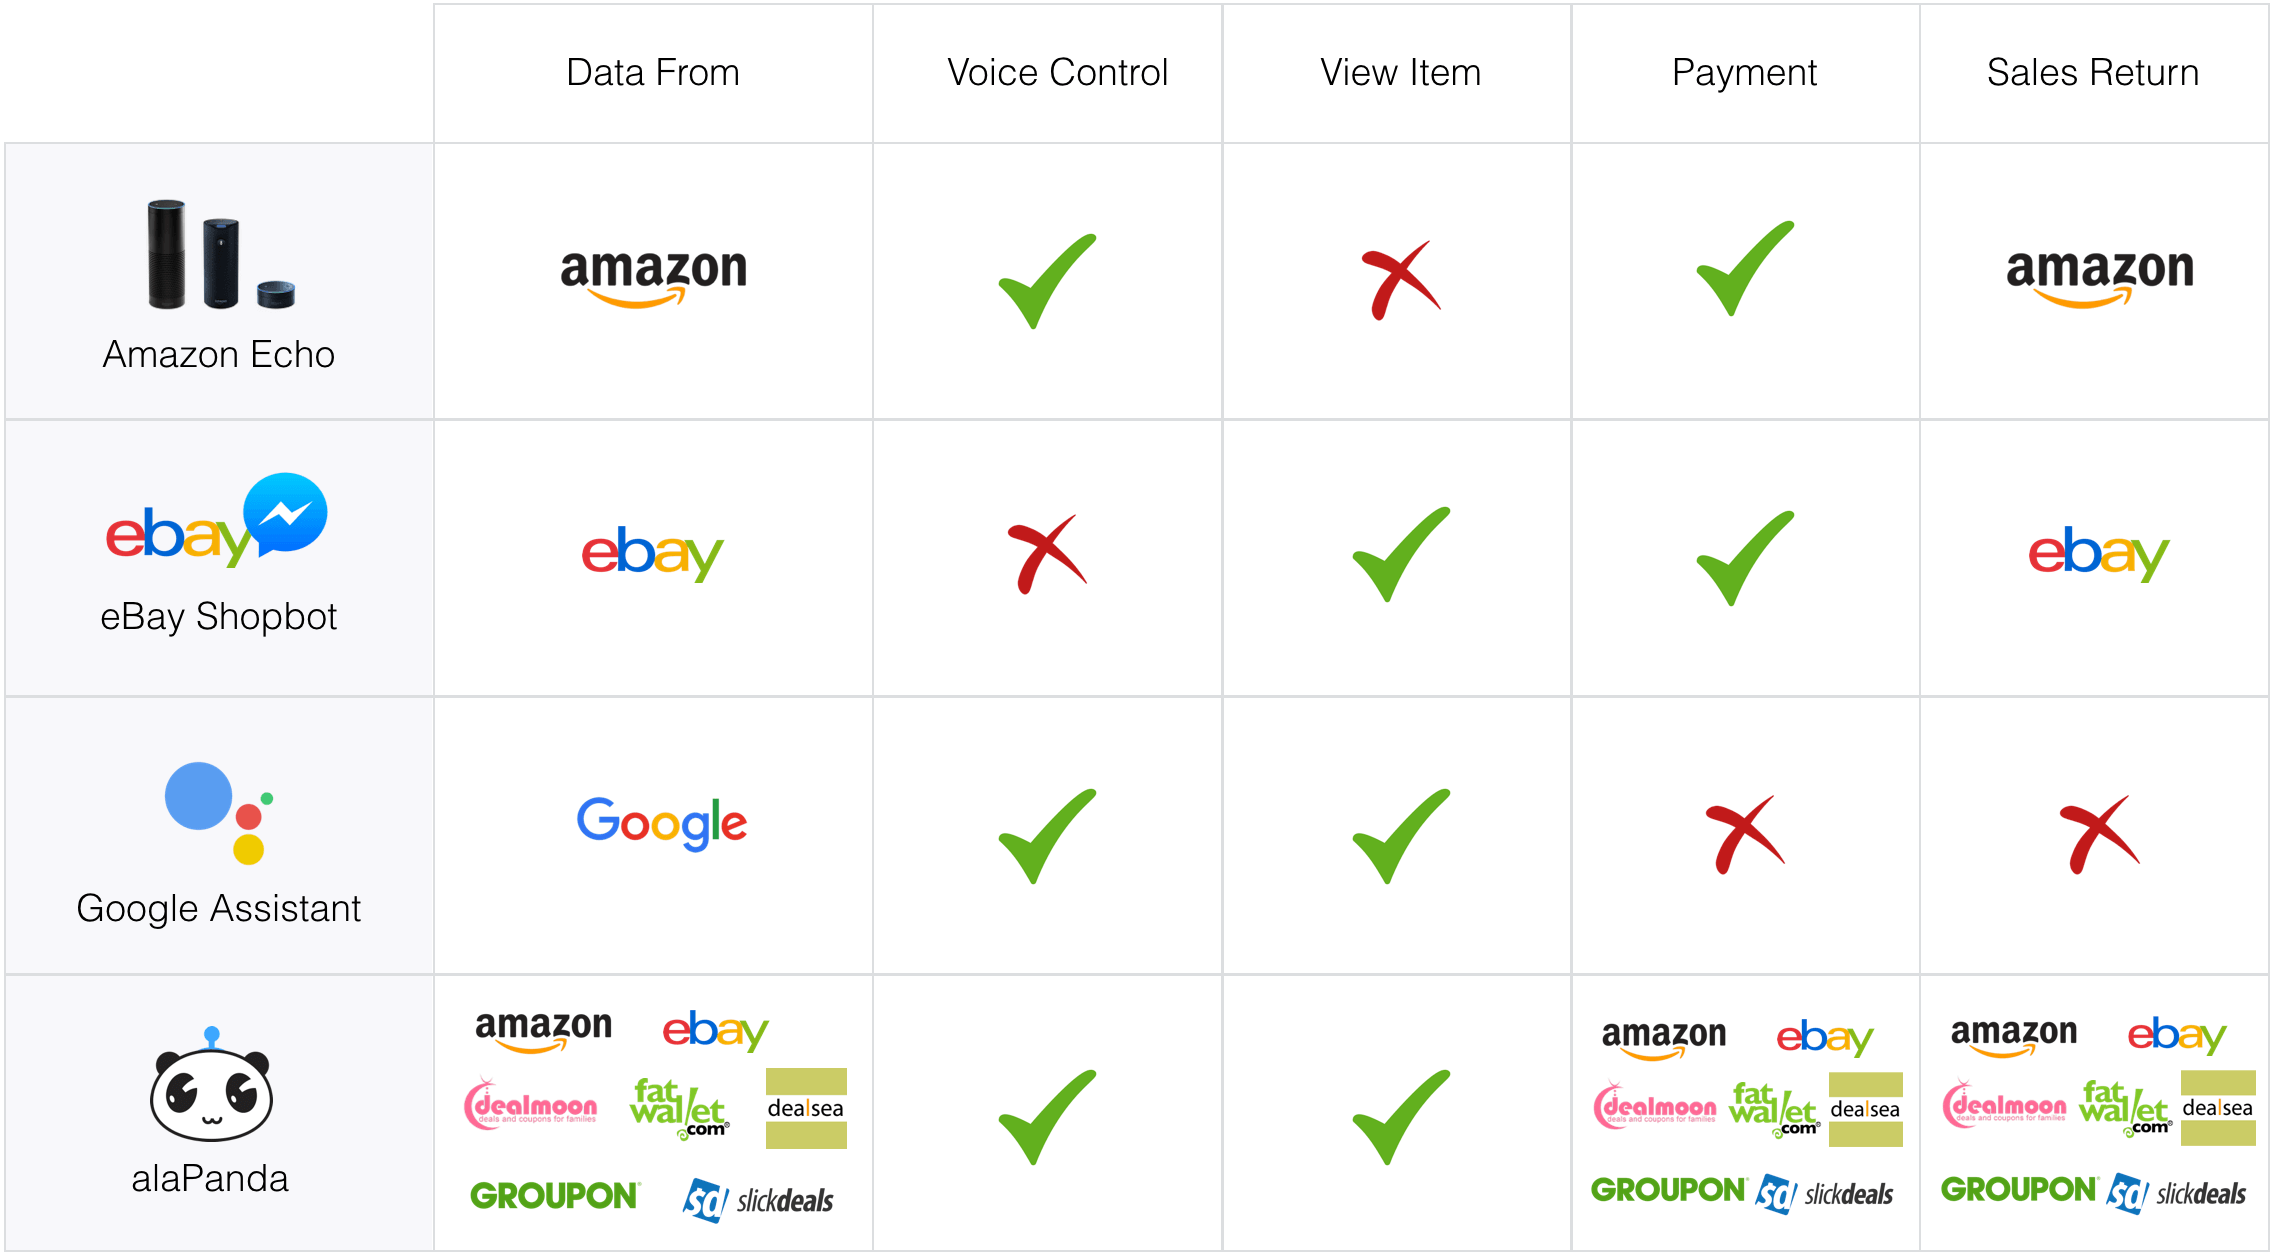 Data From Voice Control View Item Payment Sales Return
amazon amazon
Amazon Echo
ebay ebay ebay
eBay Shopbot
Google
Google Assistant
amazon ebay amazon ebay amazon ebay
dealmoon fat wallet.com® dealsea dealmoon fat wallet.com® dealsea dealmoon fat wallet.com® dealsea
deals and coupons for families deals and coupons for families deals and coupons for families
alaPanda
GROUPON® $d slickdeals GROUPON® $d slickdeals GROUPON® $d slickdeals